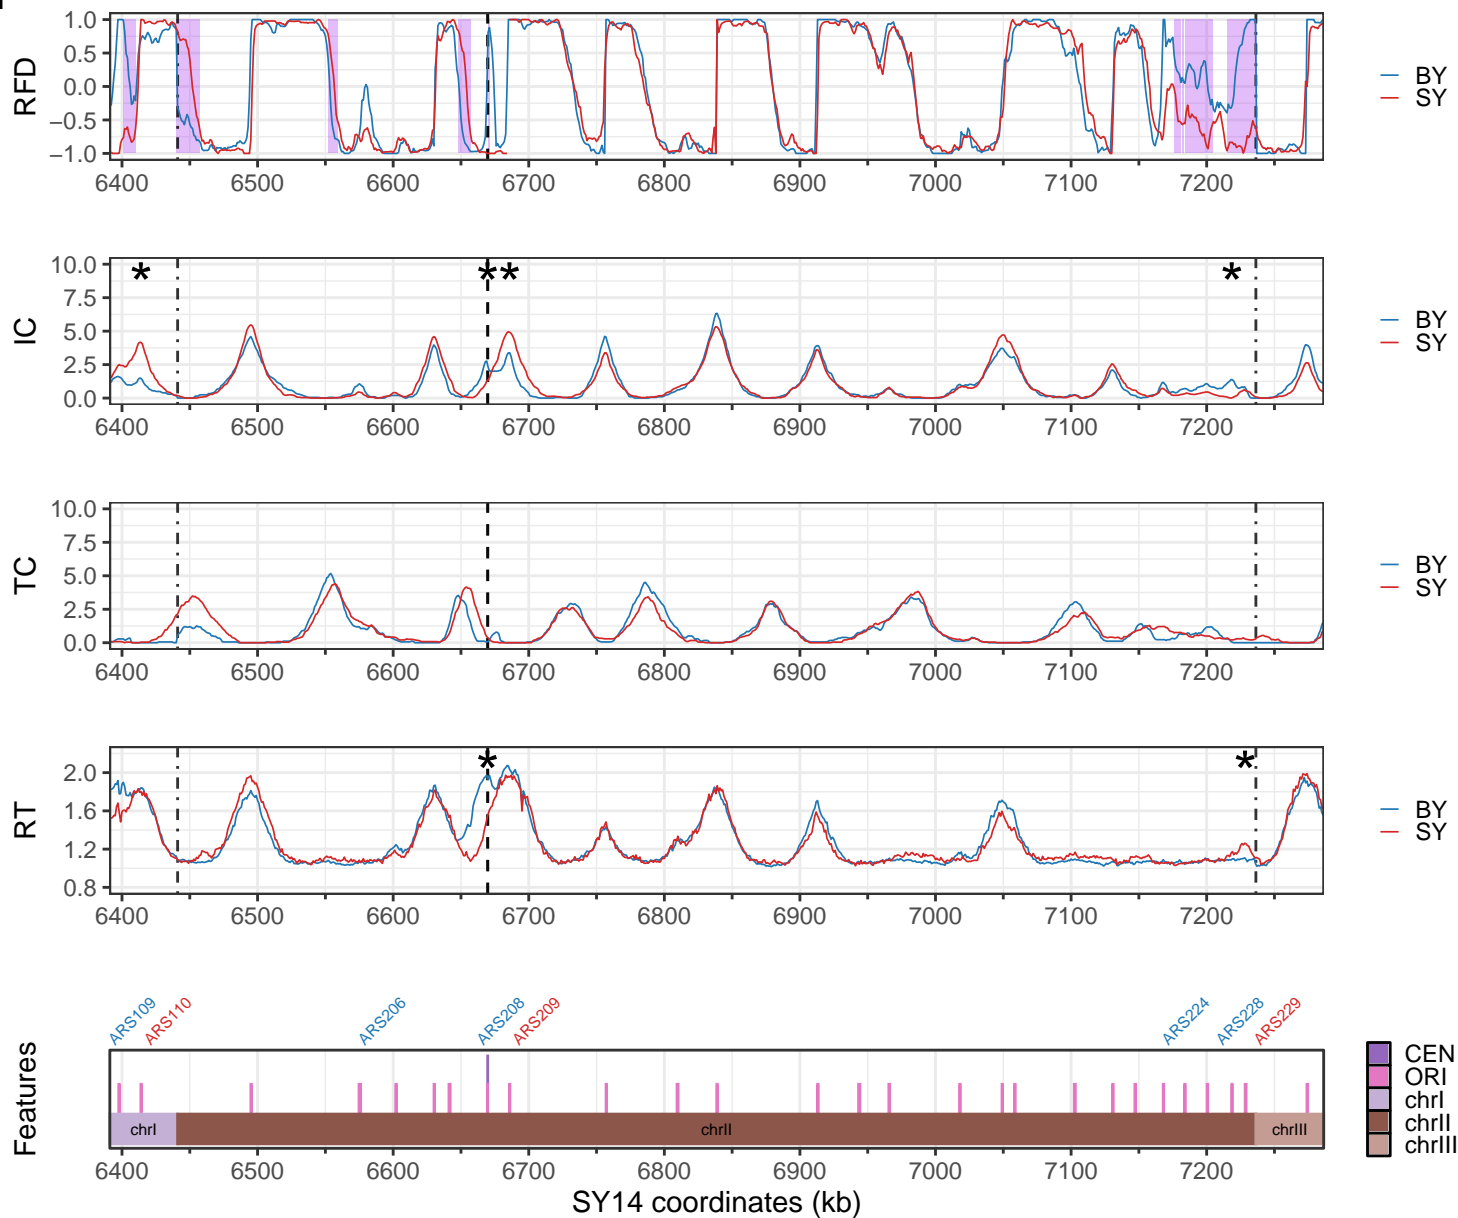 RFD
1.0
0.5
0.0
−0.5
−1.0
6400 6500 6600 6700 6800 6900 7000 7100 7200
BY
SY
IC
10.0
7.5
5.0
2.5
0.0
* * * *
6400 6500 6600 6700 6800 6900 7000 7100 7200
BY
SY
TC
10.0
7.5
5.0
2.5
0.0
6400 6500 6600 6700 6800 6900 7000 7100 7200
BY
SY
RT
2.0
1.6
1.2
0.8
* *
6400 6500 6600 6700 6800 6900 7000 7100 7200
BY
SY
Features
ARS109 ARS110 ARS206 ARS208 ARS209 ARS224 ARS228 ARS229
chrI chrII chrIII
6400 6500 6600 6700 6800 6900 7000 7100 7200
SY14 coordinates (kb)
CEN
ORI
chrI
chrII
chrIII